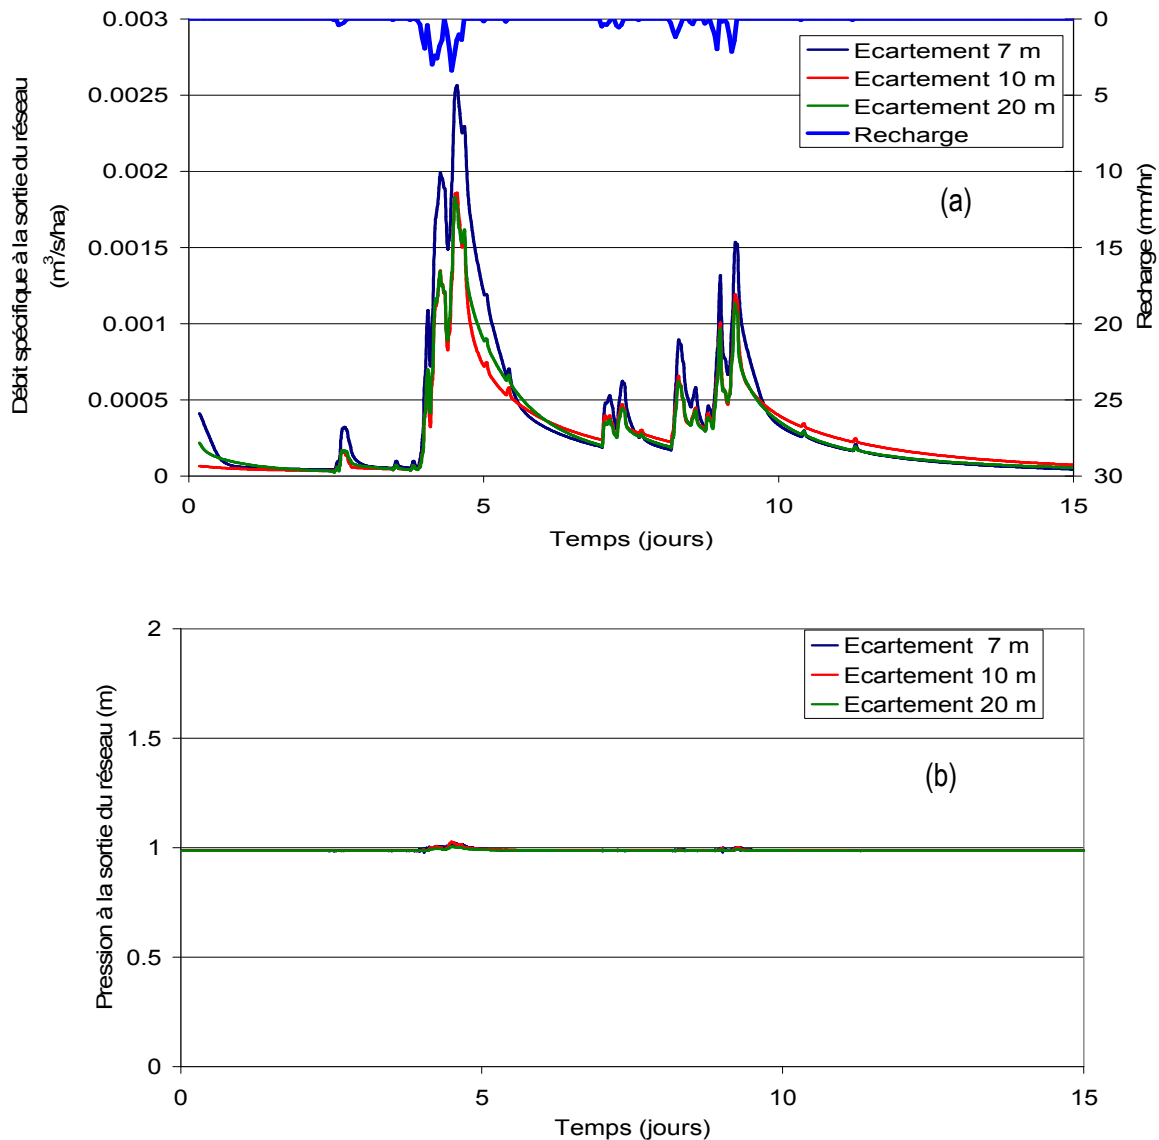 0.003
0.0025
0.002
0.0015
0.001
0.0005
0
Débit spécifique à la sortie du réseau
(m³/s/ha)
0
5
10
15
20
25
30
Recharge (mm/hr)
Ecartement 7 m
Ecartement 10 m
Ecartement 20 m
Recharge
(a)
0 5 10 15
Temps (jours)
2
1.5
1
0.5
0
Pression à la sortie du réseau (m)
Ecartement 7 m
Ecartement 10 m
Ecartement 20 m
(b)
0 5 10 15
Temps (jours)